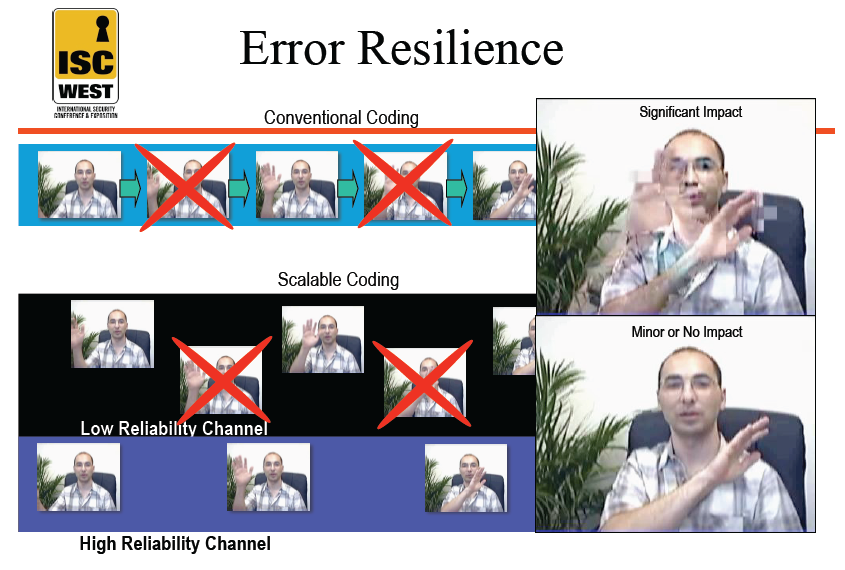 ISC
WEST
INTERNATIONAL SECURITY
CONFERENCE & EXPOSITION
Error Resilience
Conventional Coding
Significant Impact
Scalable Coding
Minor or No Impact
Low Reliability Channel
High Reliability Channel